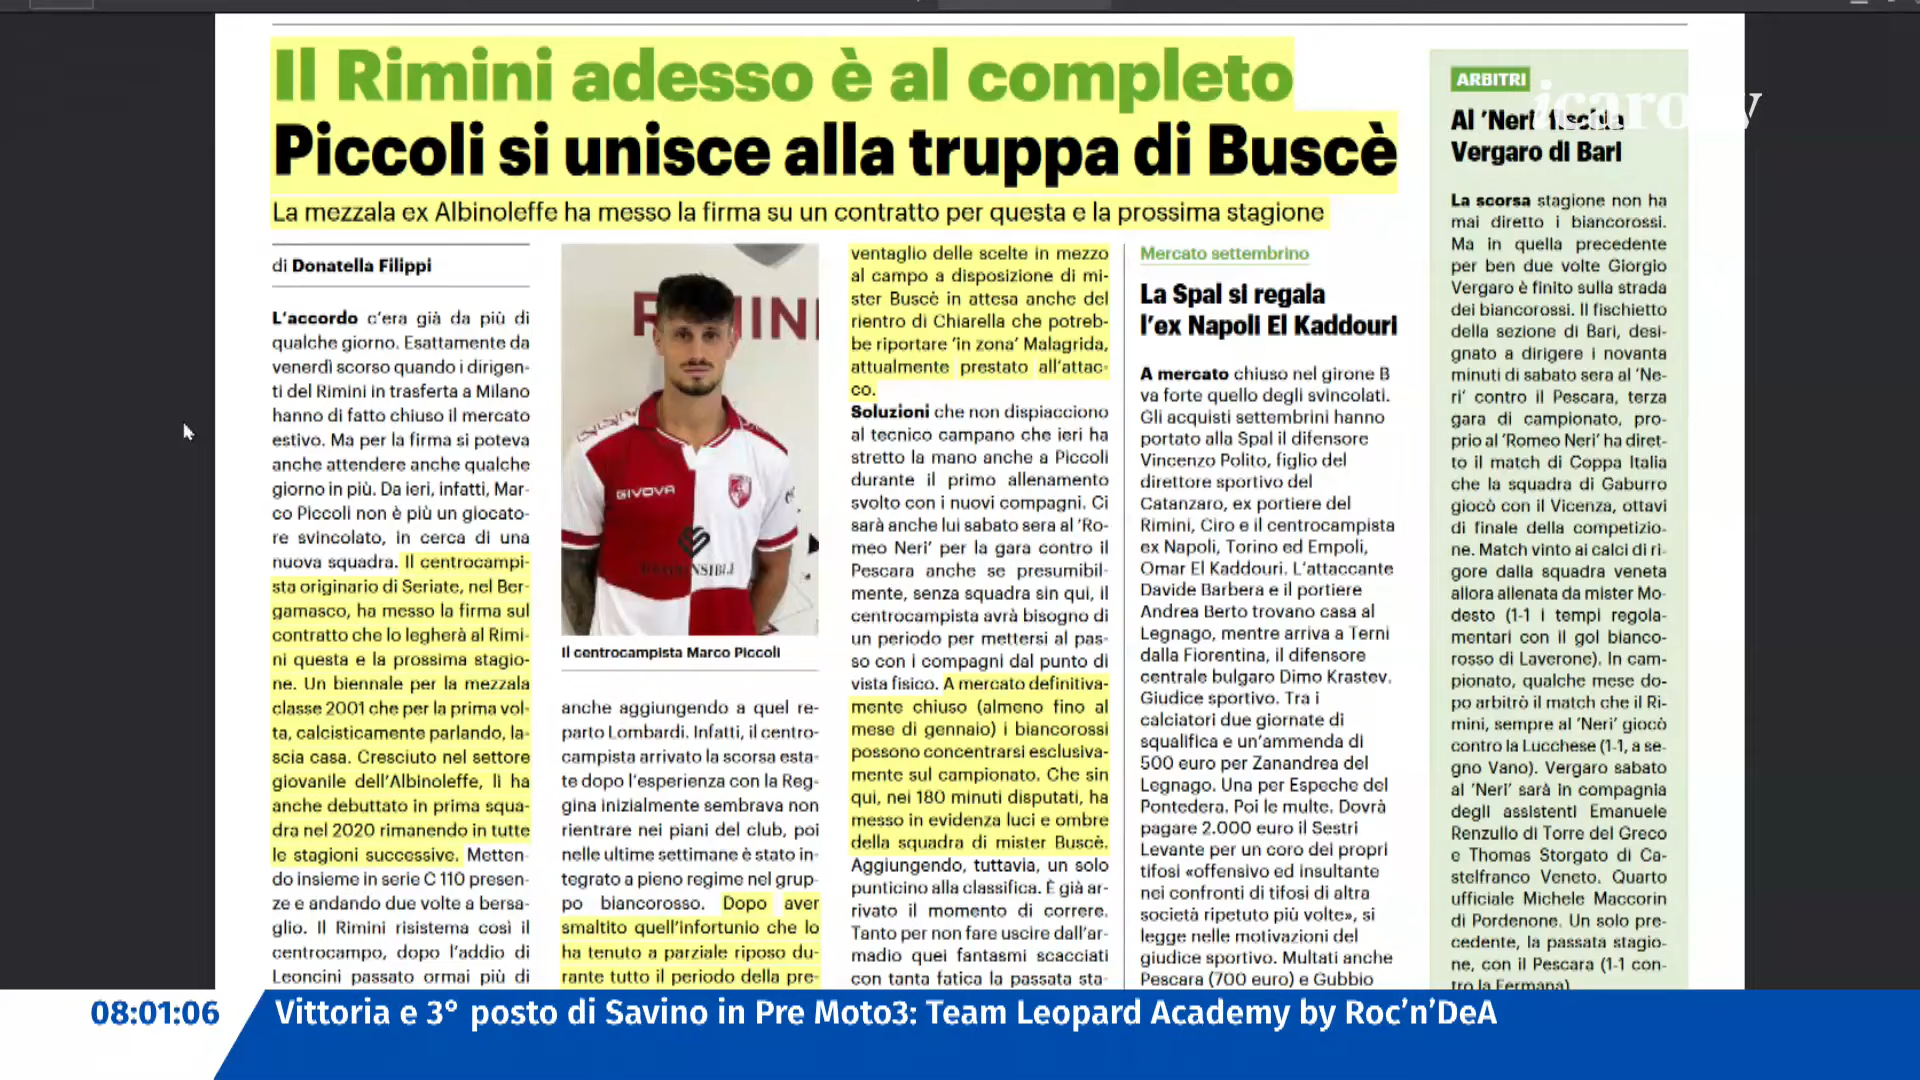 Il Rimini adesso è al completo
Piccoli si unisce alla truppa di Buscè
La mezzala ex Albinoleffe ha messo la firma su un contratto per questa e la prossima stagione
di Donatella Filippi
L'accordo c'era già da più di
qualche giorno. Esattamente da
venerdì scorso quando i dirigen-
ti del Rimini in trasferta a Milano
hanno di fatto chiuso il mercato
estivo. Ma per la firma si poteva
anche attendere anche qualche
giorno in più. Da ieri, infatti, Mar-
co Piccoli non è più un giocato-
re svincolato, in cerca di una
nuova squadra. Il centrocampi-
sta originario di Seriate, nel Ber-
gamasco, ha messo la firma sul
contratto che lo legherà al Rimi-
ni questa e la prossima stagio-
ne. Un biennale per la mezzala
classe 2001 che per la prima vol-
ta, calcisticamente parlando, la-
scia casa. Cresciuto nel settore
giovanile dell'Albinoleffe, lì ha
anche debuttato in prima squa-
dra nel 2020 rimanendo in tutte
le stagioni successive. Metten-
do insieme in serie C 110 presen-
ze e andando due volte a bersa-
glio. Il Rimini risistema così il
centrocampo, dopo l'addio di
Leoncini passato ormai più di
GIVOVA
Il centrocampista Marco Piccoli
anche aggiungendo a quel re-
parto Lombardi. Infatti, il centro-
campista arrivato la scorsa esta-
te dopo l'esperienza con la Reg-
gina inizialmente sembrava non
rientrare nei piani del club, poi
nelle ultime settimane è stato in-
tegrato a pieno regime nel grup-
po biancorosso. Dopo aver
smaltito quell'infortunio che lo
ha tenuto a parziale riposo du-
rante tutto il periodo della pre-
ventaglio delle scelte in mezzo
al campo a disposizione di mi-
ster Buscè in attesa anche del
rientro di Chiarella che potreb-
be riportare 'in zona' Malagrida,
attualmente prestato all'attac-
co.
Soluzioni che non dispiacciono
al tecnico campano che ieri ha
stretto la mano anche a Piccoli
durante il primo allenamento
svolto con i nuovi compagni. Ci
sarà anche lui sabato sera al 'Ro-
meo Neri' per la gara contro il
Pescara anche se presumibil-
mente, senza squadra sin qui, il
centrocampista avrà bisogno di
un periodo per mettersi al pas-
so con i compagni dal punto di
vista fisico. A mercato definitiva-
mente chiuso (almeno fino al
mese di gennaio) i biancorossi
possono concentrarsi esclusiva-
mente sul campionato. Che sin
qui, nei 180 minuti disputati, ha
messo in evidenza luci e ombre
della squadra di mister Buscè.
Aggiungendo, tuttavia, un solo
punticino alla classifica. È già ar-
rivato il momento di correre.
Tanto per non fare uscire dall'ar-
madio quei fantasmi scacciati
con tanta fatica la passata sta-
Mercato settembrino
La Spal si regala
l'ex Napoli El Kaddouri
A mercato chiuso nel girone B
va forte quello degli svincolati.
Gli acquisti settembrini hanno
portato alla Spal il difensore
Vincenzo Polito, figlio del
direttore sportivo del
Catanzaro, ex portiere del
Rimini, Ciro e il centrocampista
ex Napoli, Torino ed Empoli,
Omar El Kaddouri. L'attaccante
Davide Barbera e il portiere
Andrea Berto trovano casa al
Legnago, mentre arriva a Terni
dalla Fiorentina, il difensore
centrale bulgaro Dimo Krastev.
Giudice sportivo. Tra i
calciatori due giornate di
squalifica e un'ammenda di
500 euro per Zanandrea del
Legnago. Una per Espeche del
Pontedera. Poi le multe. Dovrà
pagare 2.000 euro il Sestri
Levante per un coro dei propri
tifosi «offensivo ed insultante
nei confronti di tifosi di altra
società ripetuto più volte», si
legge nelle motivazioni del
giudice sportivo. Multati anche
Pescara (700 euro) e Gubbio
ARBITRI
Al 'Neri' fischia
Vergaro di Bari
La scorsa stagione non ha
mai diretto i biancorossi.
Ma in quella precedente
per ben due volte Giorgio
Vergaro è finito sulla strada
dei biancorossi. Il fischietto
della sezione di Bari, desi-
gnato a dirigere i novanta
minuti di sabato sera al 'Ne-
ri' contro il Pescara, terza
gara di campionato, pro-
prio al 'Romeo Neri' ha diret-
to il match di Coppa Italia
che la squadra di Gaburro
giocò con il Vicenza, ottavi
di finale della competizio-
ne. Match vinto ai calci di ri-
gore dalla squadra veneta
allora allenata da mister Mo-
desto (1-1 i tempi regola-
mentari con il gol bianco-
rosso di Laverone). In cam-
pionato, qualche mese do-
po arbitrò il match che il Ri-
mini, sempre al 'Neri' giocò
contro la Lucchese (1-1, a se-
gno Vano). Vergaro sabato
al 'Neri' sarà in compagnia
degli assistenti Emanuele
Renzullo di Torre del Greco
e Thomas Storgato di Ca-
stelfranco Veneto. Quarto
ufficiale Michele Maccorin
di Pordenone. Un solo pre-
cedente, la passata stagio-
ne, con il Pescara (1-1 con-
tro la Fermana)
08:01:06
Vittoria e 3° posto di Savino in Pre Moto3: Team Leopard Academy by Roc'n'DeA